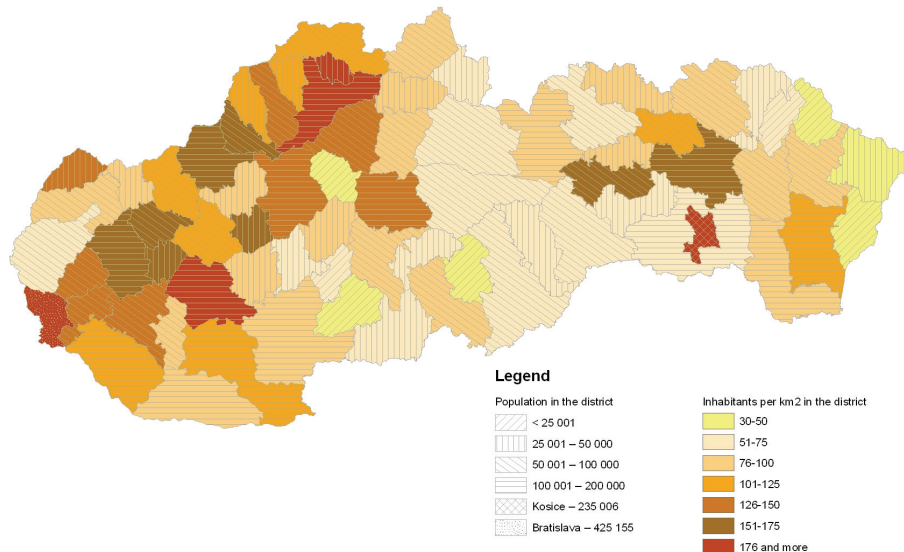 Legend
Population in the district
< 25 001
25 001 – 50 000
50 001 – 100 000
100 001 – 200 000
Kosice – 235 006
Bratislava – 425 155
Inhabitants per km2 in the district
30-50
51-75
76-100
101-125
126-150
151-175
176 and more